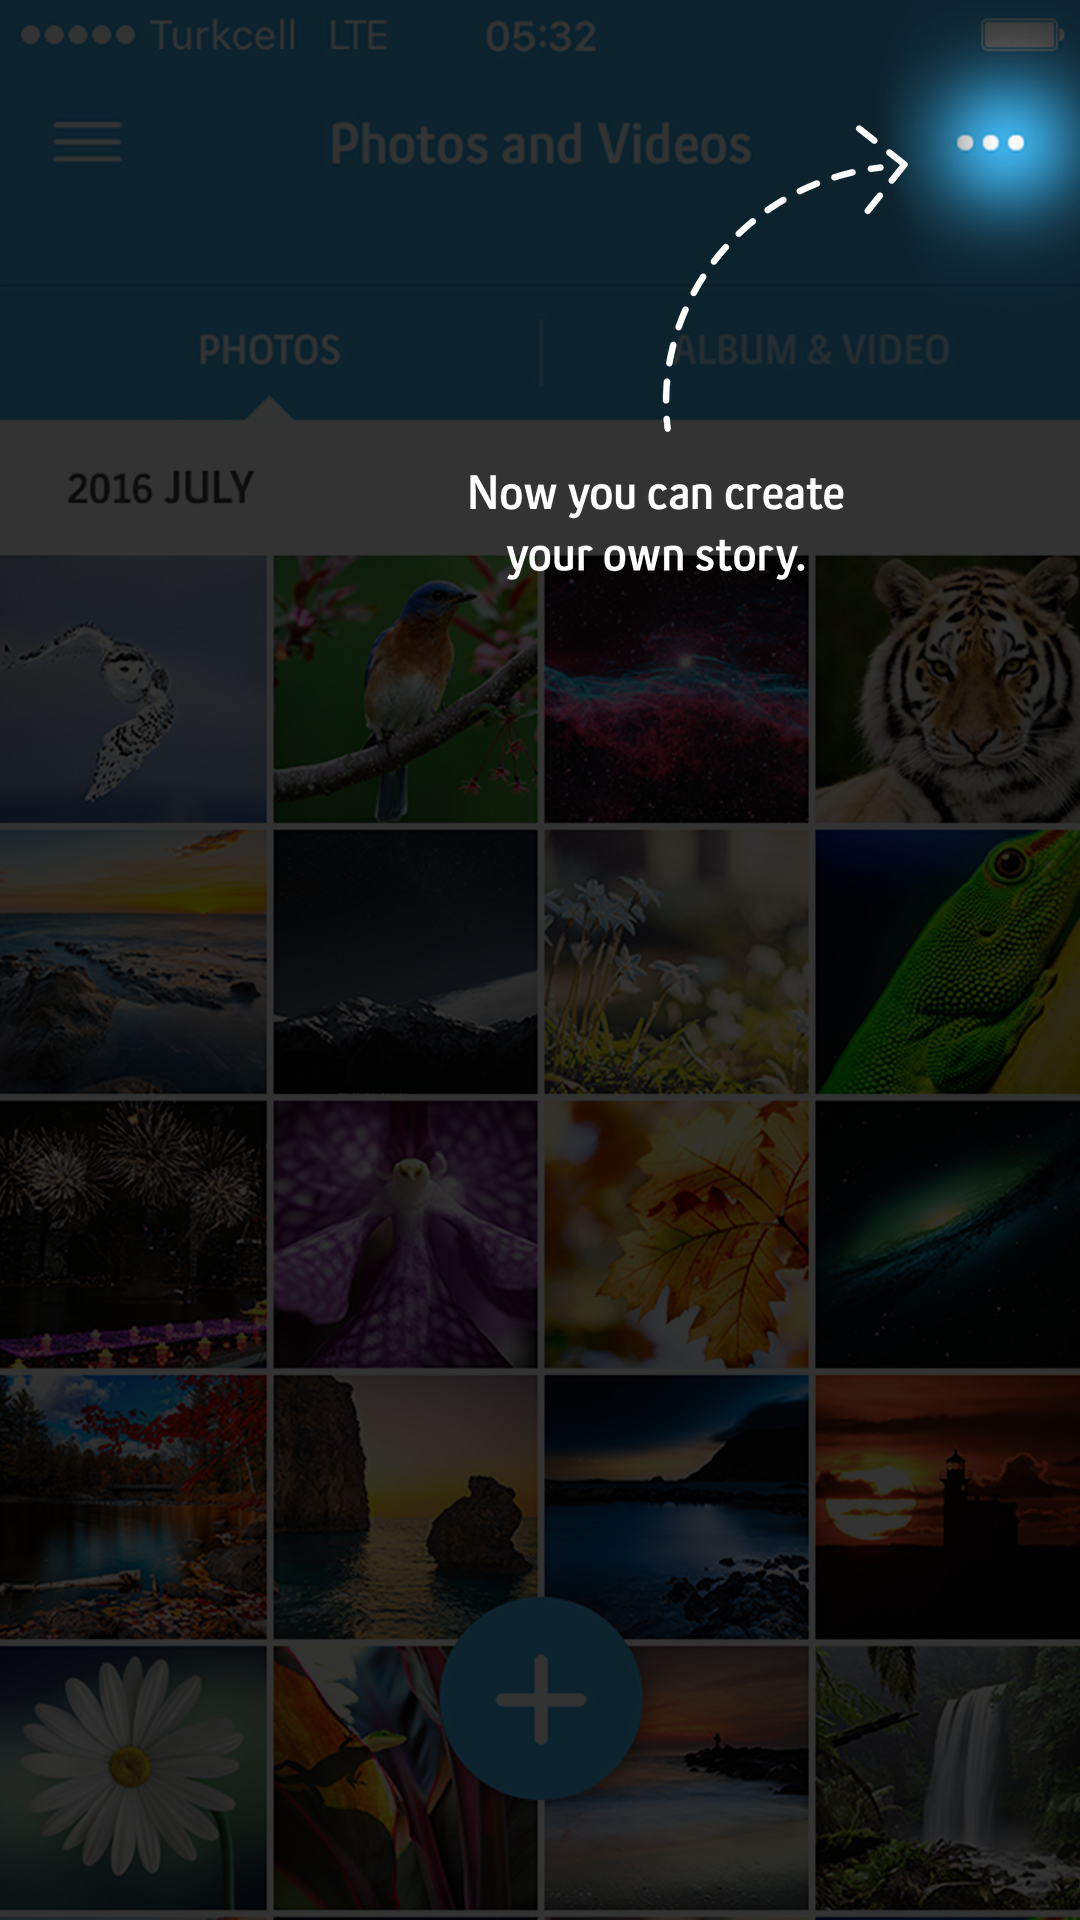 Turkcell LTE 05:32
Photos and Videos
PHOTOS
ALBUM & VIDEO
2016 JULY
Now you can create
your own story.